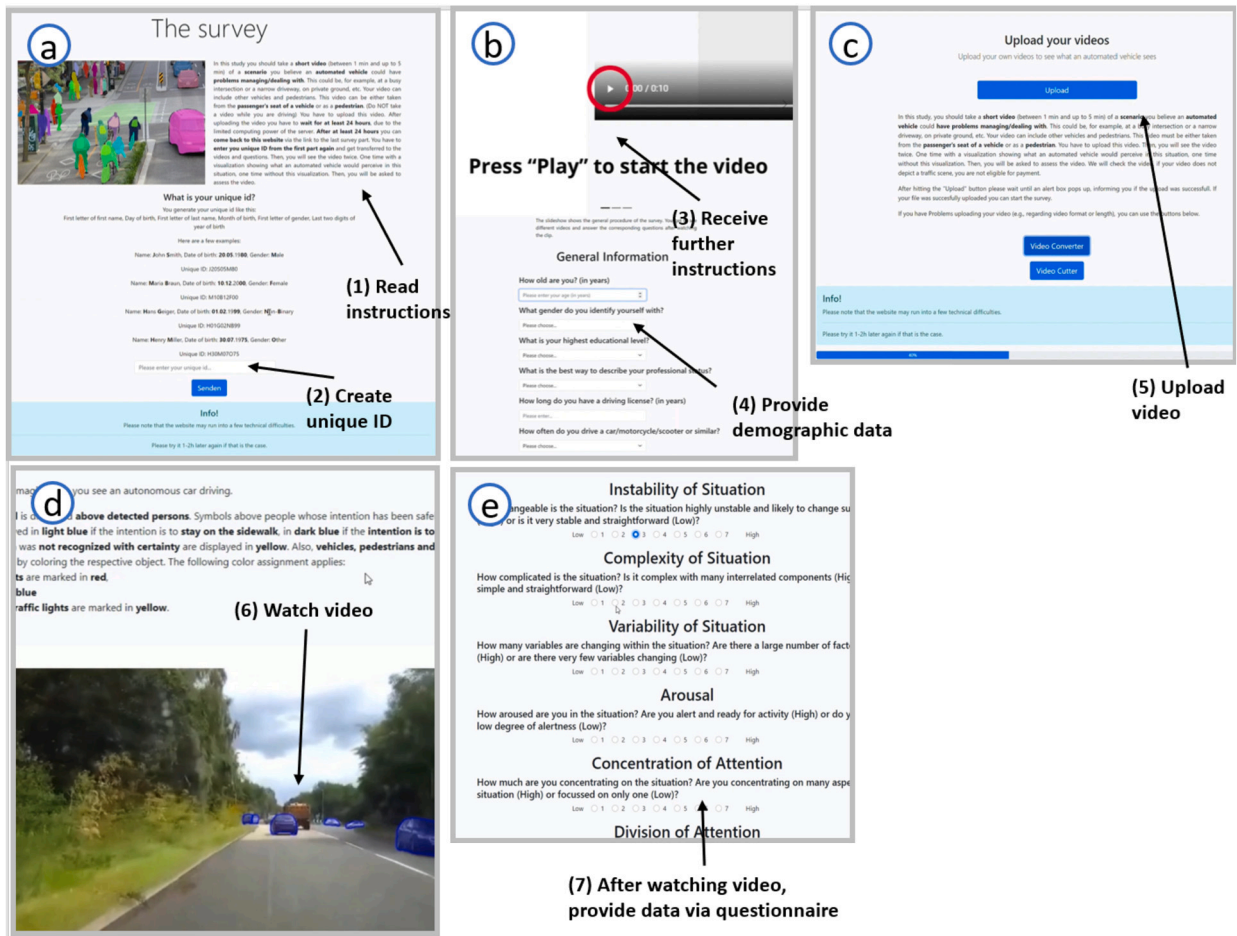 a
The survey
In this study you should take a short video (between 1 min and up to 5
min) of a scenario you believe an automated vehicle could have
problems managing/dealing with. This could be, for example, at a busy
intersection or a narrow driveway, on private ground, etc. Your video can
include other vehicles and pedestrians. This video can be either taken
from the passenger's seat of a vehicle or as a pedestrian. (Do NOT take
a video while you are driving) You have to upload this video. After
uploading the video you have to wait for at least 24 hours, due to the
limited computing power of the server. After at least 24 hours you can
come back to this website via the link to the last survey part. You have to
enter you unique ID from the first part again and get transferred to the
videos and questions. Then, you will see the video twice. One time with a
visualization showing what an automated vehicle would perceive in this
situation, one time without this visualization. Then, you will be asked to
assess the video.
What is your unique id?
You generate your unique id like this:
First letter of first name, Day of birth, First letter of last name, Month of birth, First letter of gender, Last two digits of
year of birth
Here are a few examples:
Name: John Smith, Date of birth: 20.05.1980, Gender: Male
Unique ID: J20S05M80
Name: Maria Braun, Date of birth: 10.12.2000, Gender: Female
Unique ID: M10B12F00
Name: Hans Geiger, Date of birth: 01.02.1999, Gender: Non-Binary
Unique ID: H01G02NB99
Name: Henry Miller, Date of birth: 30.07.1975, Gender: Other
Unique ID: H30M07O75
Please enter your unique id...
Senden
Info!
Please note that the website may run into a few technical difficulties.
Please try it 1-2h later again if that is the case.
(1) Read
instructions
(2) Create
unique ID
b
0:00 / 0:10
Press “Play” to start the video
The slideshow shows the general procedure of the survey. You
different videos and answer the corresponding questions after watching
the clip.
(3) Receive
further
instructions
General Information
How old are you? (in years)
Please enter your age (in years)
What gender do you identify yourself with?
Please choose...
What is your highest educational level?
Please choose...
What is the best way to describe your professional status?
Please choose...
How long do you have a driving license? (in years)
Please enter...
How often do you drive a car/motorcycle/scooter or similar?
Please choose...
(4) Provide
demographic data
c
Upload your videos
Upload your own videos to see what an automated vehicle sees
Upload
In this study, you should take a short video (between 1 min and up to 5 min) of a scenario you believe an automated
vehicle could have problems managing/dealing with. This could be, for example, at a busy intersection or a narrow
driveway, on private ground, etc. Your video can include other vehicles and pedestrians. This video must be either taken
from the passenger's seat of a vehicle or as a pedestrian. You have to upload this video. Then, you will see the video
twice. One time with a visualization showing what an automated vehicle would perceive in this situation, one time
without this visualization. Then, you will be asked to assess the video. We will check the video, if your video does not
depict a traffic scene, you are not eligible for payment.
After hitting the "Upload" button please wait until an alert box pops up, informing you if the upload was successfull. If
your file was succesfully uploaded you can start the survey.
If you have Problems uploading your video (e.g., regarding video format or length), you can use the buttons below.
Video Converter
Video Cutter
Info!
Please note that the website may run into a few technical difficulties.
Please try it 1-2h later again if that is the case.
(5) Upload
video
d
you see an autonomous car driving.
above detected persons. Symbols above people whose intention has been safe
ed in light blue if the intention is to stay on the sidewalk, in dark blue if the intention is to
was not recognized with certainty are displayed in yellow. Also, vehicles, pedestrians and
by coloring the respective object. The following color assignment applies:
ts are marked in red,
blue
raffic lights are marked in yellow.
(6) Watch video
e
Instability of Situation
angeable is the situation? Is the situation highly unstable and likely to change su
or is it very stable and straightforward (Low)?
Low 1 2 3 4 5 6 7 High
Complexity of Situation
How complicated is the situation? Is it complex with many interrelated components (Hig
simple and straightforward (Low)?
Low 1 2 3 4 5 6 7 High
Variability of Situation
How many variables are changing within the situation? Are there a large number of fact
(High) or are there very few variables changing (Low)?
Low 1 2 3 4 5 6 7 High
Arousal
How aroused are you in the situation? Are you alert and ready for activity (High) or do y
low degree of alertness (Low)?
Low 1 2 3 4 5 6 7 High
Concentration of Attention
How much are you concentrating on the situation? Are you concentrating on many aspe
situation (High) or focussed on only one (Low)?
Low 1 2 3 4 5 7 High
Division of Attention
(7) After watching video,
provide data via questionnaire